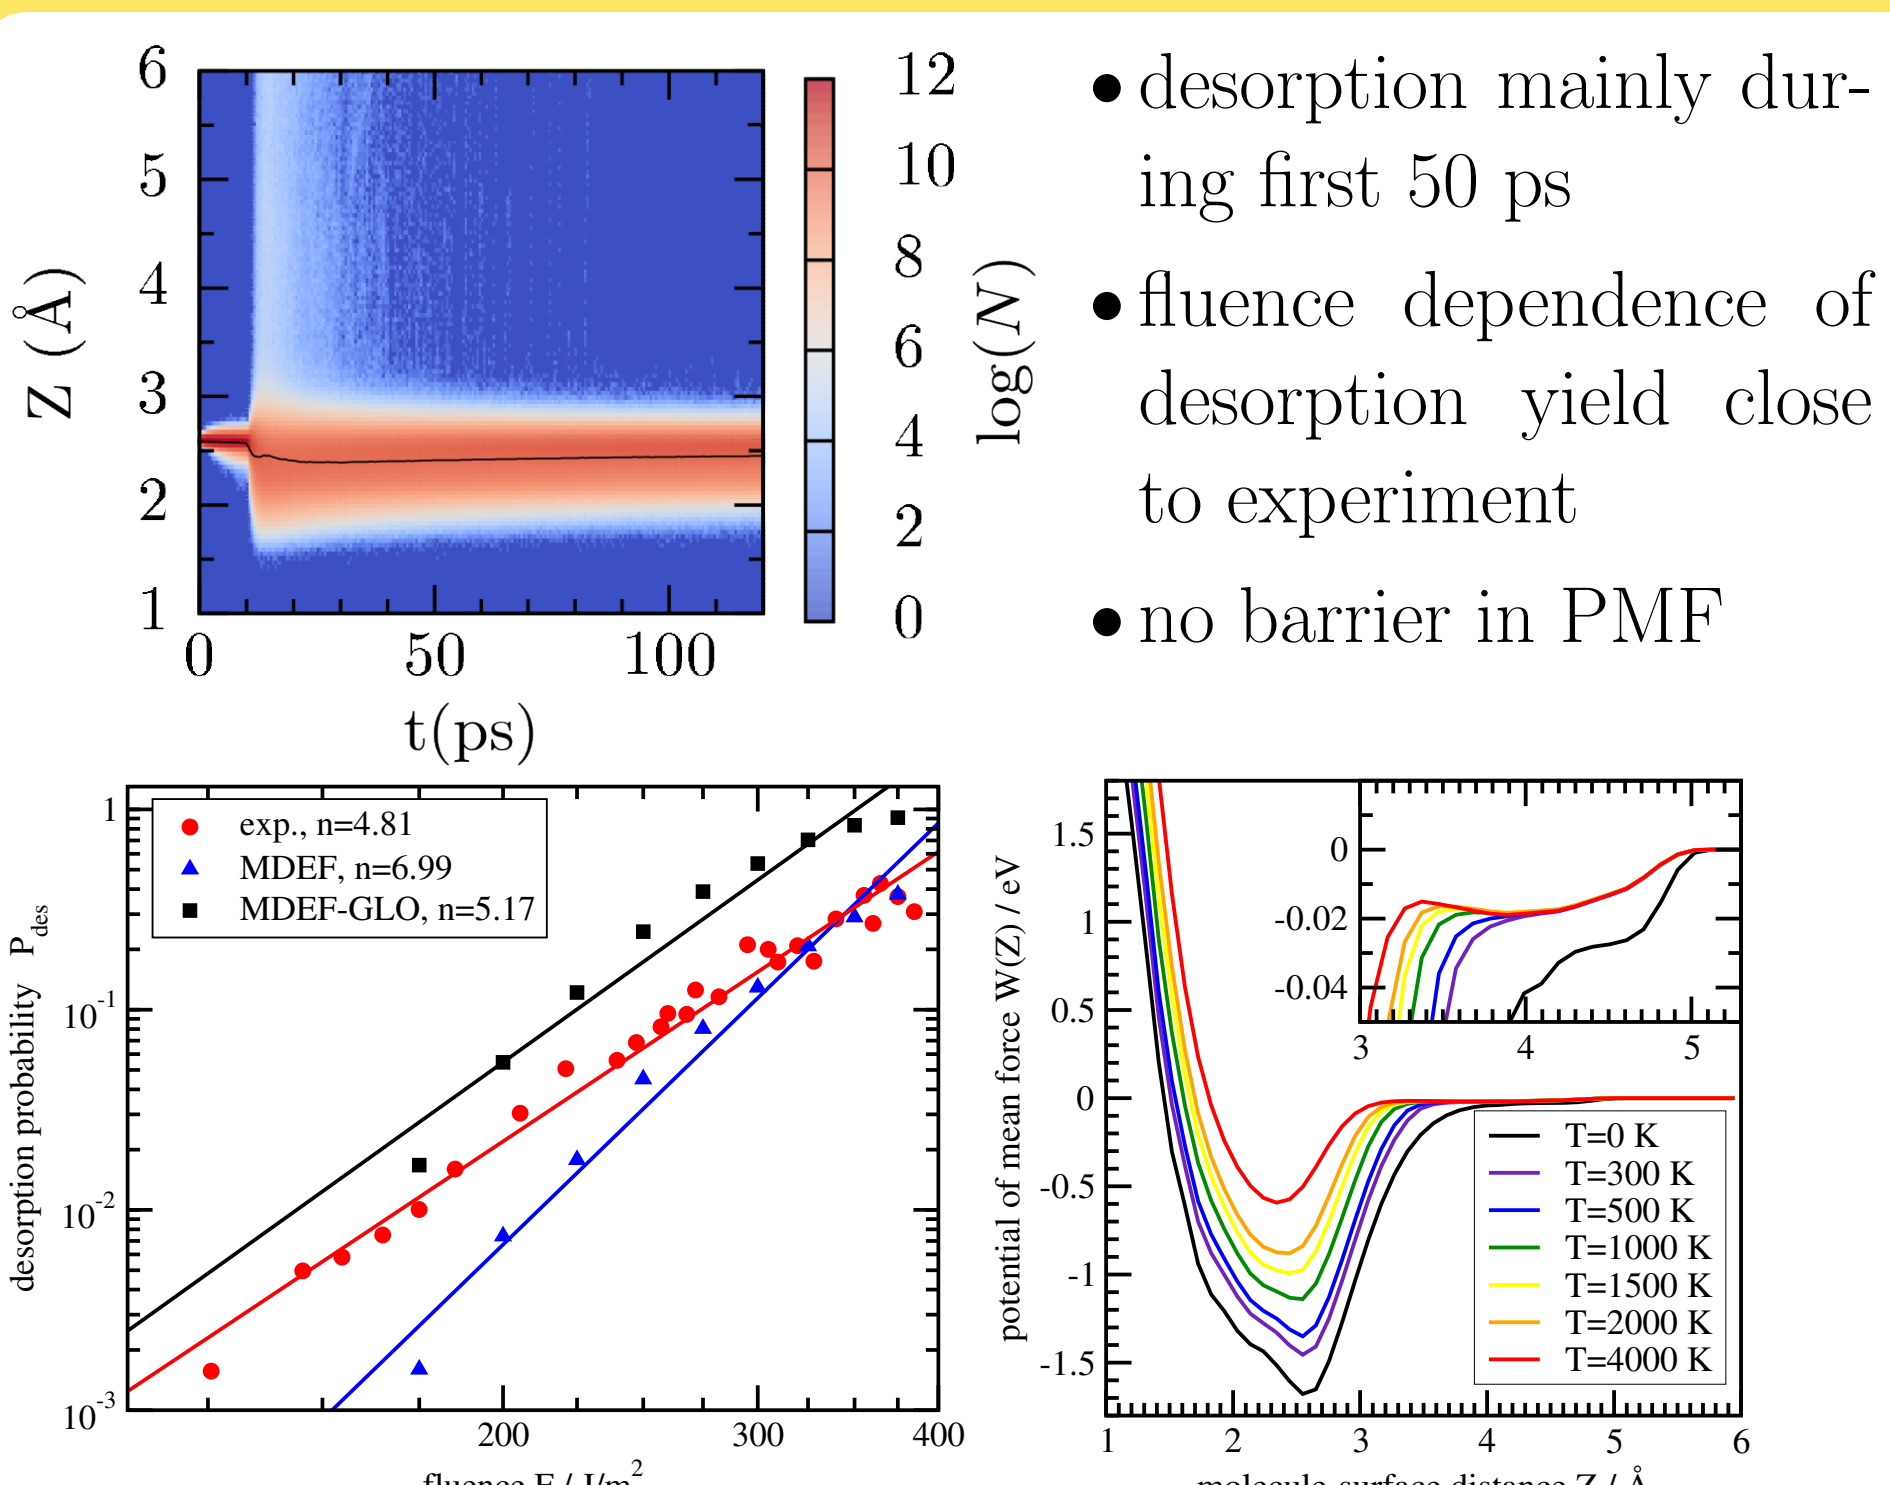 6
5
4
3
2
1
Z (Å)
0
50
100
t(ps)
12
10
8
6
4
2
0
log(N)
• desorption mainly dur-
ing first 50 ps
• fluence dependence of
desorption yield close
to experiment
• no barrier in PMF
1
10^-1
10^-2
10^-3
desorption probability P_des
exp., n=4.81
MDEF, n=6.99
MDEF-GLO, n=5.17
200
300
400
fluence F / J/m^2
1.5
1
0.5
0
-0.5
-1
-1.5
potential of mean force W(Z) / eV
0
-0.02
-0.04
3
4
5
T=0 K
T=300 K
T=500 K
T=1000 K
T=1500 K
T=2000 K
T=4000 K
1
2
3
4
5
6
molecule-surface distance Z / Å